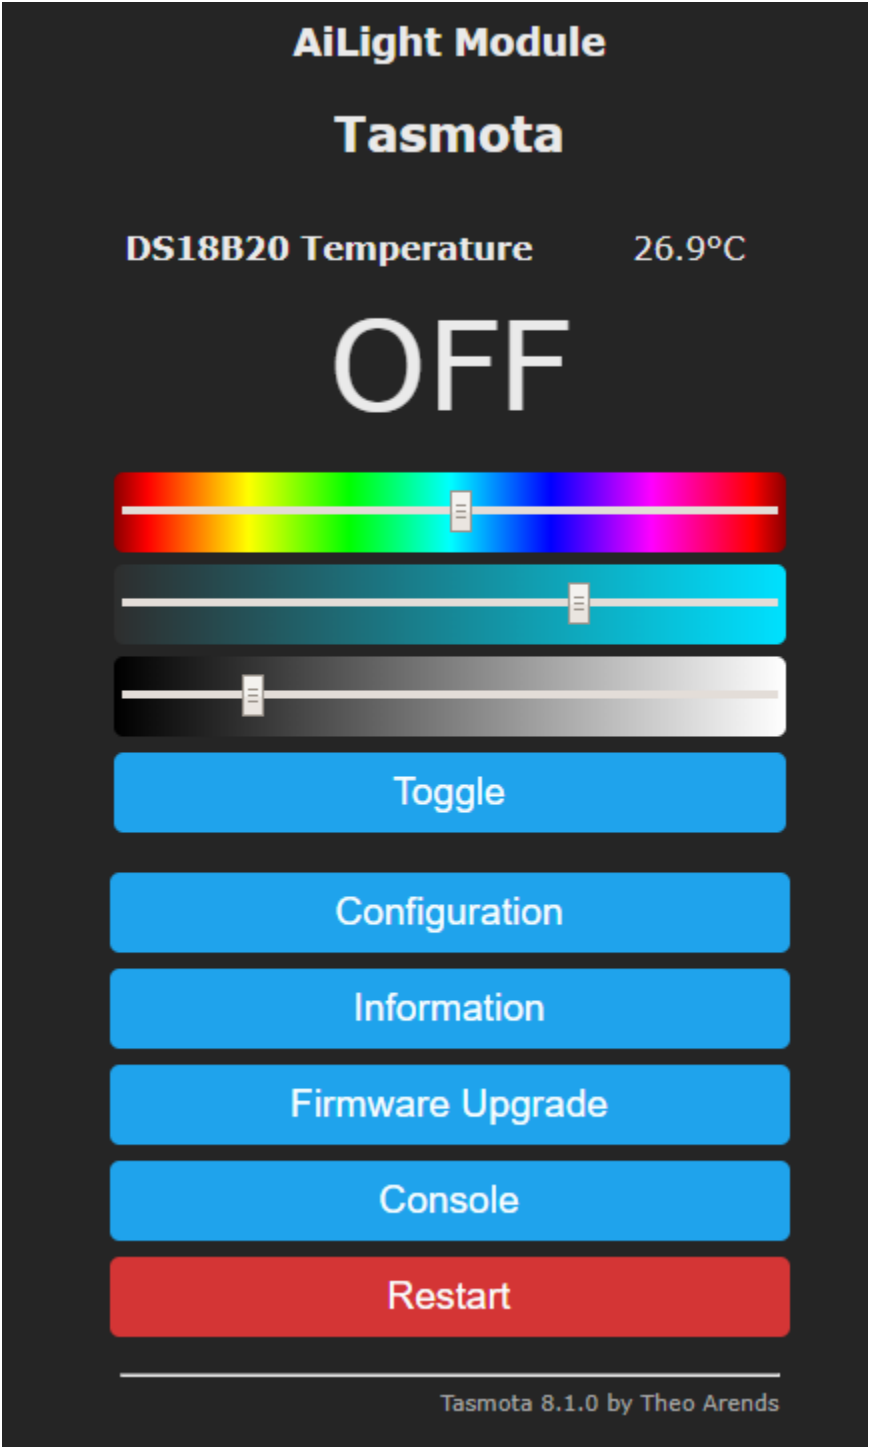 AiLight Module
Tasmota
DS18B20 Temperature 26.9°C
OFF
Toggle
Configuration
Information
Firmware Upgrade
Console
Restart
Tasmota 8.1.0 by Theo Arends